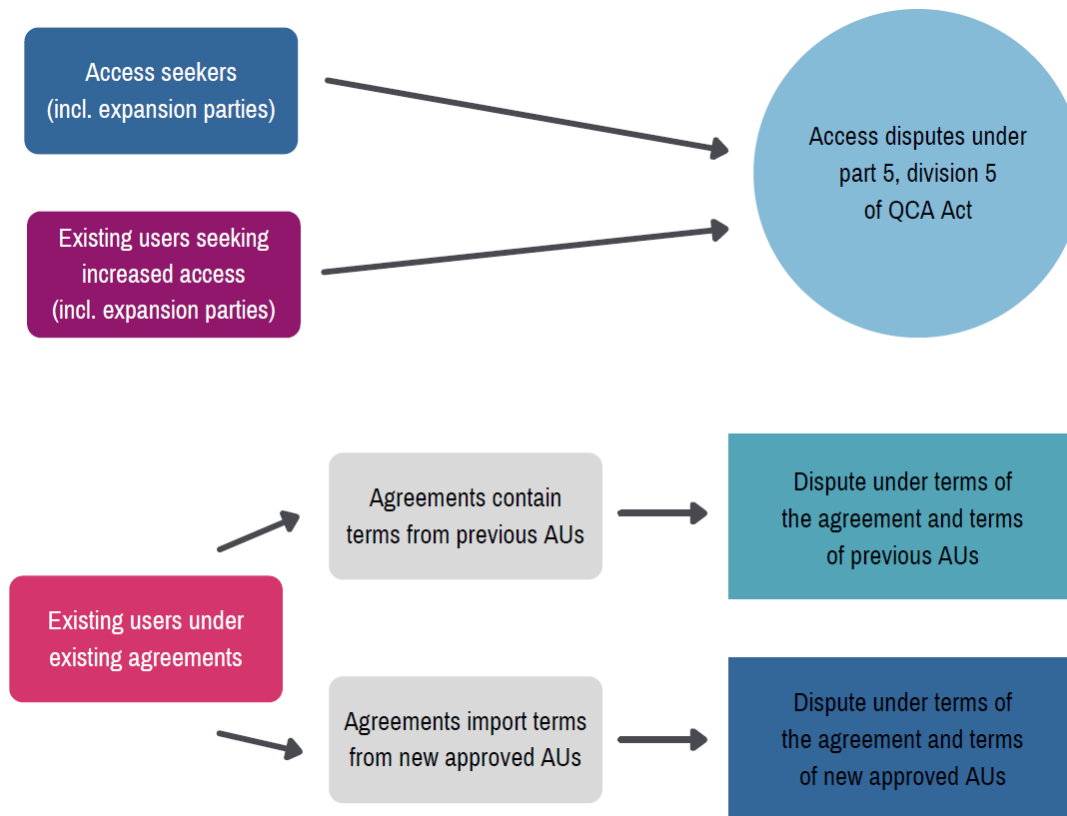 Access seekers
(incl. expansion parties)
Access disputes under
part 5, division 5
of QCA Act
Existing users seeking
increased access
(incl. expansion parties)
Agreements contain
terms from previous AUs
Dispute under terms of
the agreement and terms
of previous AUs
Existing users under
existing agreements
Agreements import terms
from new approved AUs
Dispute under terms of
the agreement and terms
of new approved AUs